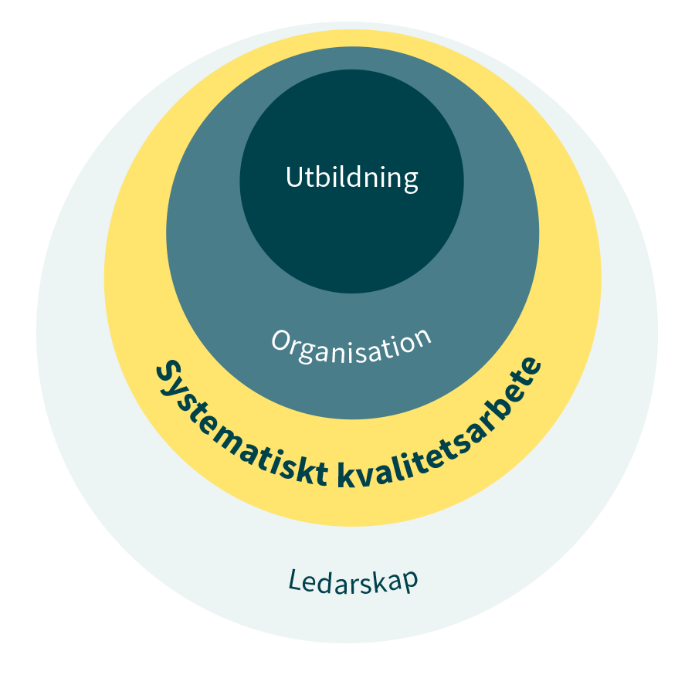 Utbildning
Organisation
Systematiskt kvalitetsarbete
Ledarskap